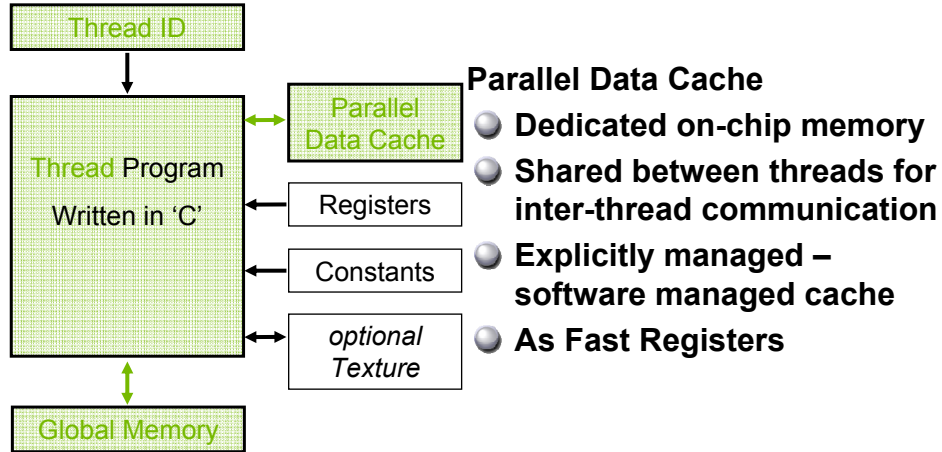 Thread ID
Thread Program
Written in ‘C’
Parallel
Data Cache
Registers
Constants
optional
Texture
Global Memory
Parallel Data Cache
Dedicated on-chip memory
Shared between threads for
inter-thread communication
Explicitly managed –
software managed cache
As Fast Registers